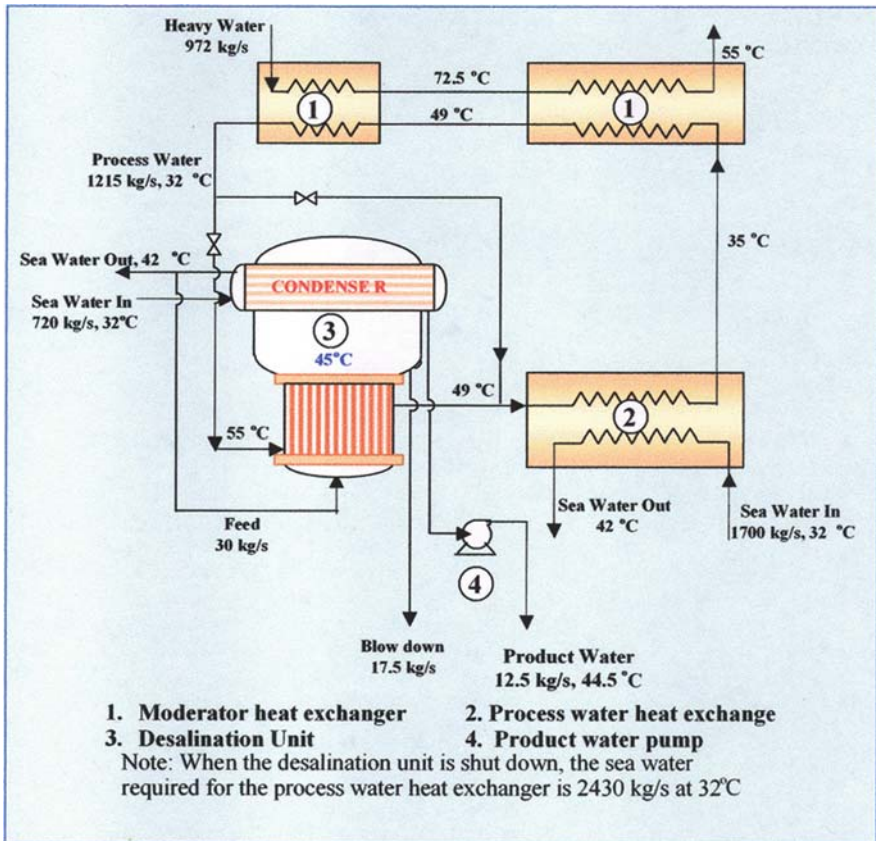 Heavy Water
972 kg/s
72.5 °C
55 °C
1
1
49 °C
Process Water
1215 kg/s, 32 °C
35 °C
Sea Water Out, 42 °C
CONDENSE R
Sea Water In
720 kg/s, 32°C
3
45°C
49 °C
2
55 °C
Sea Water Out
42 °C
Sea Water In
1700 kg/s, 32 °C
Feed
30 kg/s
4
Blow down
17.5 kg/s
Product Water
12.5 kg/s, 44.5 °C
1. Moderator heat exchanger 2. Process water heat exchange
3. Desalination Unit 4. Product water pump
Note: When the desalination unit is shut down, the sea water
required for the process water heat exchanger is 2430 kg/s at 32°C